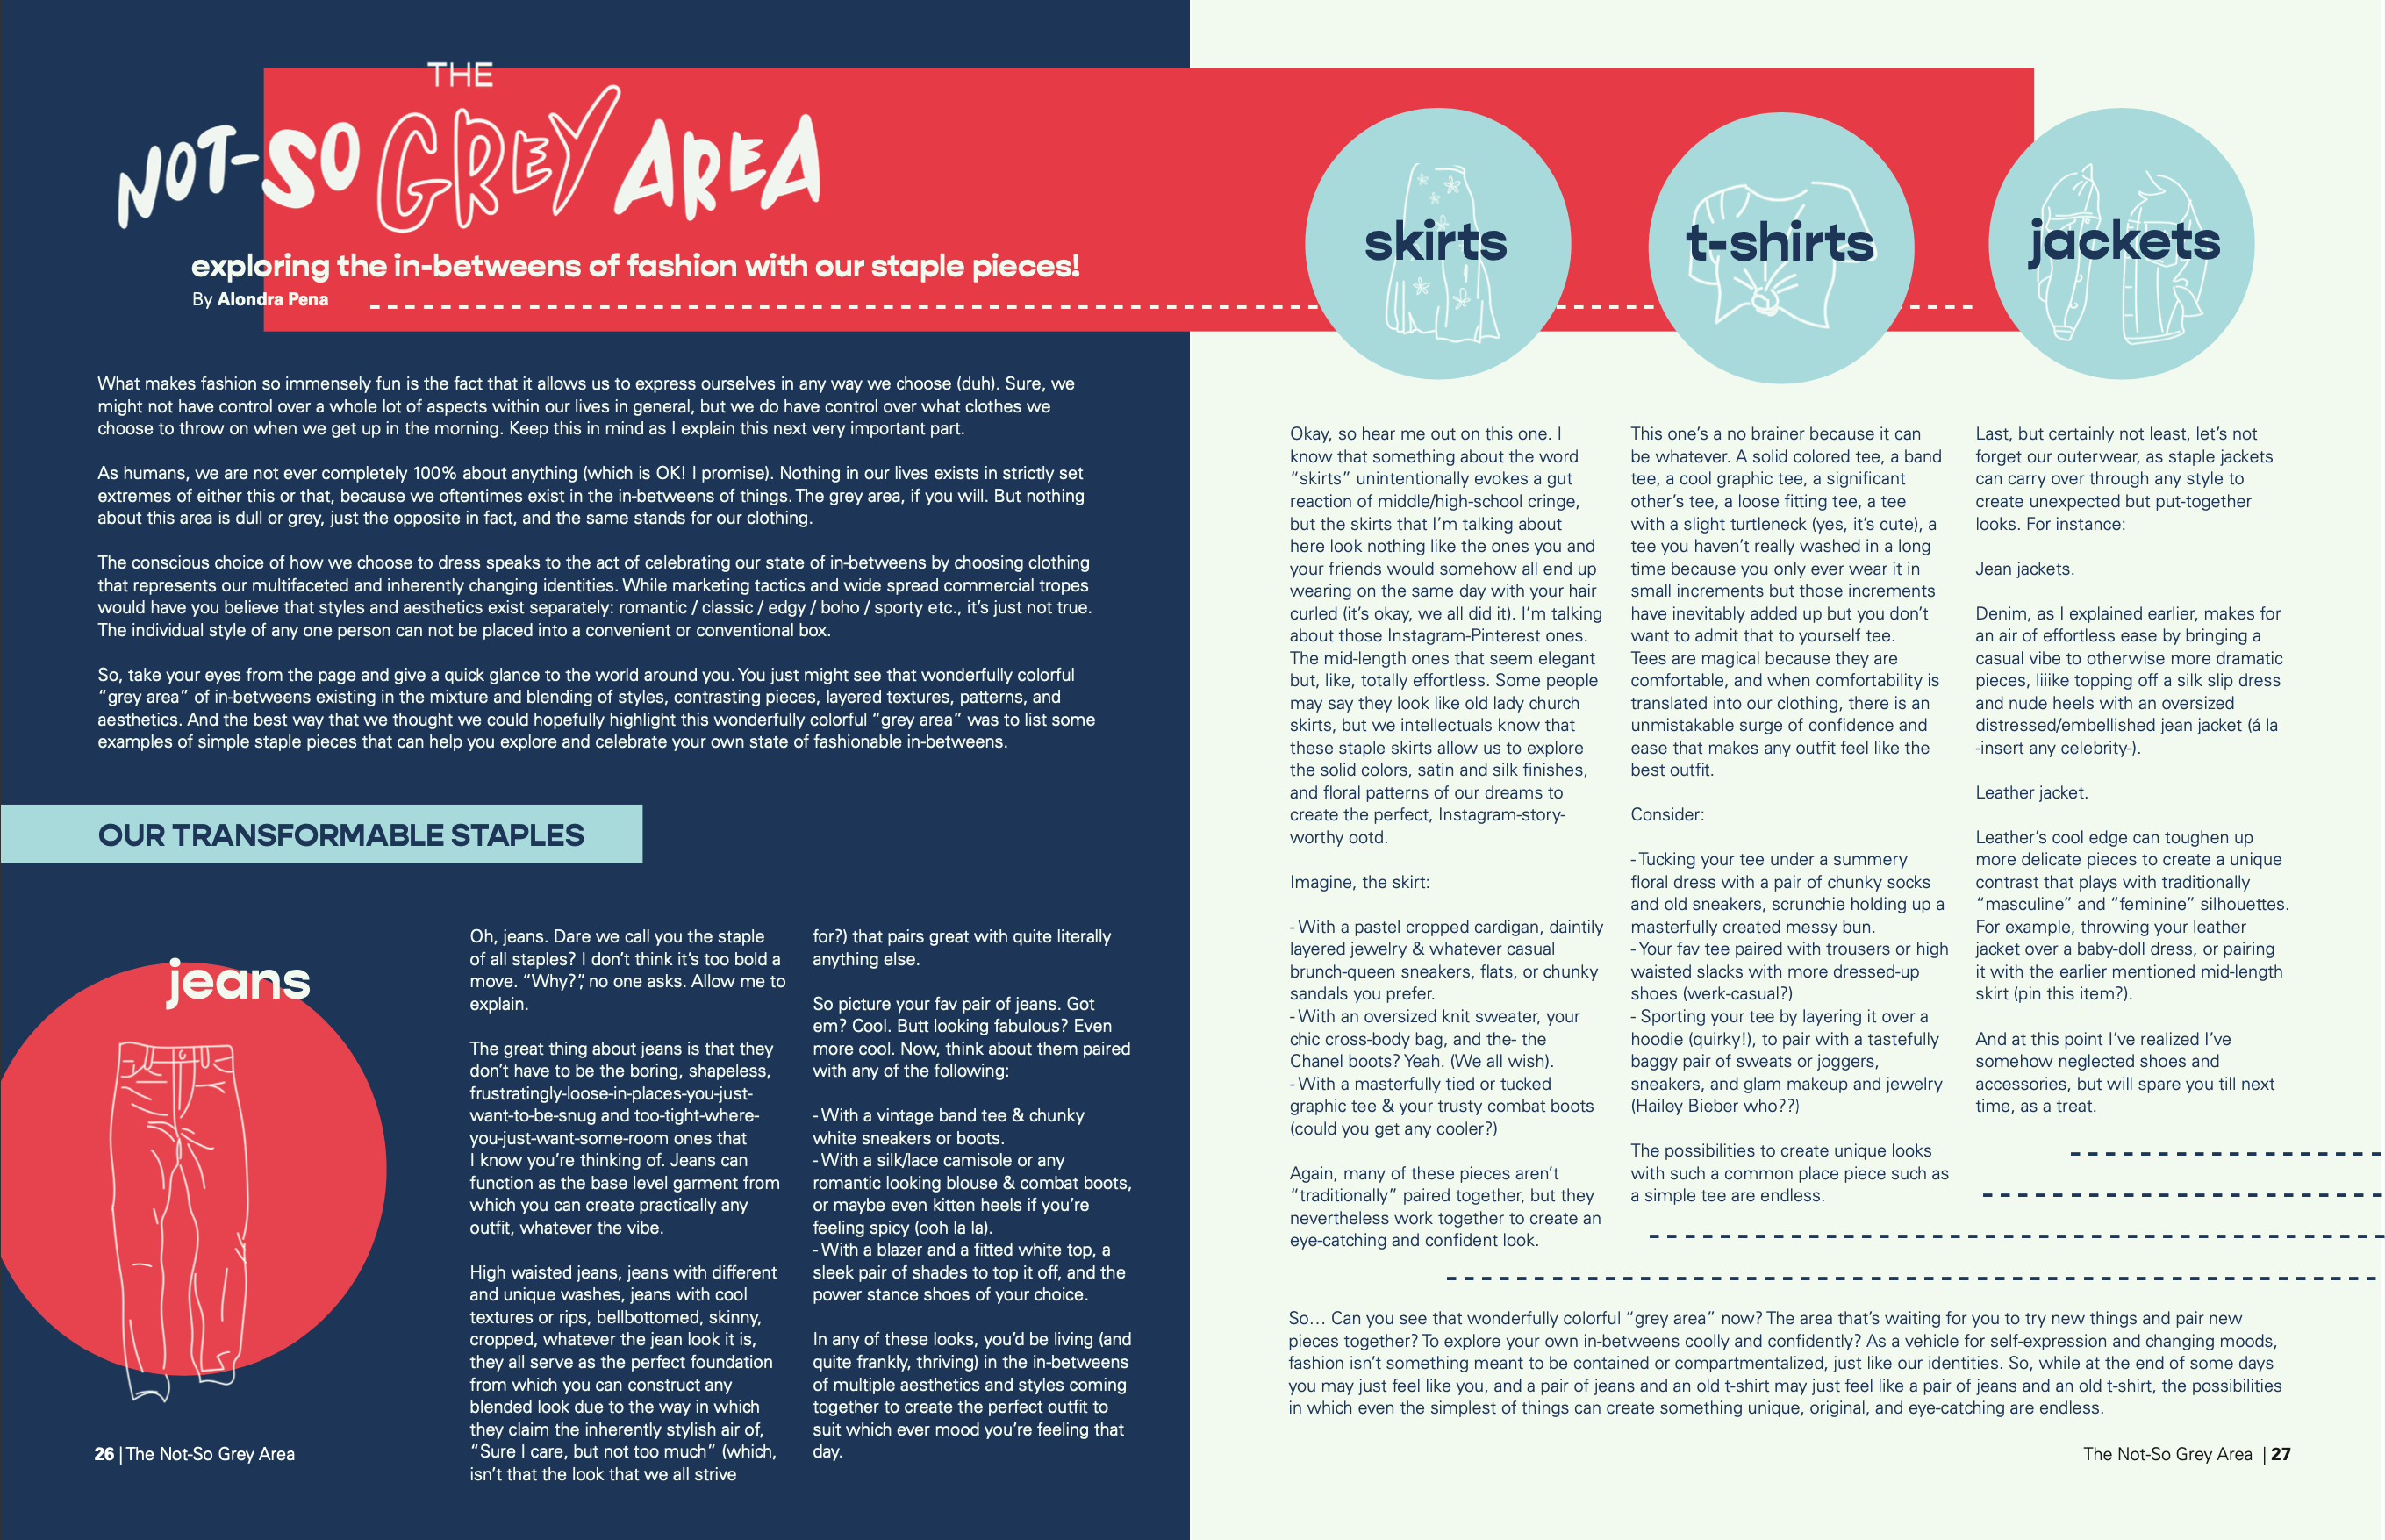 THE
NOT-SO GREY AREA
exploring the in-betweens of fashion with our staple pieces!
By Alondra Pena
What makes fashion so immensely fun is the fact that it allows us to express ourselves in any way we choose (duh). Sure, we
might not have control over a whole lot of aspects within our lives in general, but we do have control over what clothes we
choose to throw on when we get up in the morning. Keep this in mind as I explain this next very important part.
As humans, we are not ever completely 100% about anything (which is OK! I promise). Nothing in our lives exists in strictly set
extremes of either this or that, because we oftentimes exist in the in-betweens of things. The grey area, if you will. But nothing
about this area is dull or grey, just the opposite in fact, and the same stands for our clothing.
The conscious choice of how we choose to dress speaks to the act of celebrating our state of in-betweens by choosing clothing
that represents our multifaceted and inherently changing identities. While marketing tactics and wide spread commercial tropes
would have you believe that styles and aesthetics exist separately: romantic / classic / edgy / boho / sporty etc., it's just not true.
The individual style of any one person can not be placed into a convenient or conventional box.
So, take your eyes from the page and give a quick glance to the world around you. You just might see that wonderfully colorful
“grey area” of in-betweens existing in the mixture and blending of styles, contrasting pieces, layered textures, patterns, and
aesthetics. And the best way that we thought we could hopefully highlight this wonderfully colorful “grey area” was to list some
examples of simple staple pieces that can help you explore and celebrate your own state of fashionable in-betweens.
OUR TRANSFORMABLE STAPLES
jeans
Oh, jeans. Dare we call you the staple
of all staples? I don't think it's too bold a
move. “Why?”, no one asks. Allow me to
explain.
The great thing about jeans is that they
don't have to be the boring, shapeless,
frustratingly-loose-in-places-you-just-
want-to-be-snug and too-tight-where-
you-just-want-some-room ones that
I know you're thinking of. Jeans can
function as the base level garment from
which you can create practically any
outfit, whatever the vibe.
High waisted jeans, jeans with different
and unique washes, jeans with cool
textures or rips, bellbottomed, skinny,
cropped, whatever the jean look it is,
they all serve as the perfect foundation
from which you can construct any
blended look due to the way in which
they claim the inherently stylish air of,
“Sure I care, but not too much” (which,
isn't that the look that we all strive
for?) that pairs great with quite literally
anything else.
So picture your fav pair of jeans. Got
em? Cool. Butt looking fabulous? Even
more cool. Now, think about them paired
with any of the following:
- With a vintage band tee & chunky
white sneakers or boots.
- With a silk/lace camisole or any
romantic looking blouse & combat boots,
or maybe even kitten heels if you're
feeling spicy (ooh la la).
- With a blazer and a fitted white top, a
sleek pair of shades to top it off, and the
power stance shoes of your choice.
In any of these looks, you'd be living (and
quite frankly, thriving) in the in-betweens
of multiple aesthetics and styles coming
together to create the perfect outfit to
suit which ever mood you're feeling that
day.
26 | The Not-So Grey Area
skirts
Okay, so hear me out on this one. I
know that something about the word
“skirts” unintentionally evokes a gut
reaction of middle/high-school cringe,
but the skirts that I'm talking about
here look nothing like the ones you and
your friends would somehow all end up
wearing on the same day with your hair
curled (it's okay, we all did it). I'm talking
about those Instagram-Pinterest ones.
The mid-length ones that seem elegant
but, like, totally effortless. Some people
may say they look like old lady church
skirts, but we intellectuals know that
these staple skirts allow us to explore
the solid colors, satin and silk finishes,
and floral patterns of our dreams to
create the perfect, Instagram-story-
worthy ootd.
Imagine, the skirt:
- With a pastel cropped cardigan, daintily
layered jewelry & whatever casual
brunch-queen sneakers, flats, or chunky
sandals you prefer.
- With an oversized knit sweater, your
chic cross-body bag, and the- the
Chanel boots? Yeah. (We all wish).
- With a masterfully tied or tucked
graphic tee & your trusty combat boots
(could you get any cooler?)
Again, many of these pieces aren't
“traditionally” paired together, but they
nevertheless work together to create an
eye-catching and confident look.
t-shirts
This one's a no brainer because it can
be whatever. A solid colored tee, a band
tee, a cool graphic tee, a significant
other's tee, a loose fitting tee, a tee
with a slight turtleneck (yes, it's cute), a
tee you haven't really washed in a long
time because you only ever wear it in
small increments but those increments
have inevitably added up but you don't
want to admit that to yourself tee.
Tees are magical because they are
comfortable, and when comfortability is
translated into our clothing, there is an
unmistakable surge of confidence and
ease that makes any outfit feel like the
best outfit.
Consider:
- Tucking your tee under a summery
floral dress with a pair of chunky socks
and old sneakers, scrunchie holding up a
masterfully created messy bun.
- Your fav tee paired with trousers or high
waisted slacks with more dressed-up
shoes (werk-casual?)
- Sporting your tee by layering it over a
hoodie (quirky!), to pair with a tastefully
baggy pair of sweats or joggers,
sneakers, and glam makeup and jewelry
(Hailey Bieber who??)
The possibilities to create unique looks
with such a common place piece such as
a simple tee are endless.
jackets
Last, but certainly not least, let's not
forget our outerwear, as staple jackets
can carry over through any style to
create unexpected but put-together
looks. For instance:
Jean jackets.
Denim, as I explained earlier, makes for
an air of effortless ease by bringing a
casual vibe to otherwise more dramatic
pieces, liiike topping off a silk slip dress
and nude heels with an oversized
distressed/embellished jean jacket (á la
-insert any celebrity-).
Leather jacket.
Leather's cool edge can toughen up
more delicate pieces to create a unique
contrast that plays with traditionally
“masculine” and “feminine” silhouettes.
For example, throwing your leather
jacket over a baby-doll dress, or pairing
it with the earlier mentioned mid-length
skirt (pin this item?).
And at this point I've realized I've
somehow neglected shoes and
accessories, but will spare you till next
time, as a treat.
So... Can you see that wonderfully colorful “grey area” now? The area that's waiting for you to try new things and pair new
pieces together? To explore your own in-betweens coolly and confidently? As a vehicle for self-expression and changing moods,
fashion isn't something meant to be contained or compartmentalized, just like our identities. So, while at the end of some days
you may just feel like you, and a pair of jeans and an old t-shirt may just feel like a pair of jeans and an old t-shirt, the possibilities
in which even the simplest of things can create something unique, original, and eye-catching are endless.
The Not-So Grey Area | 27